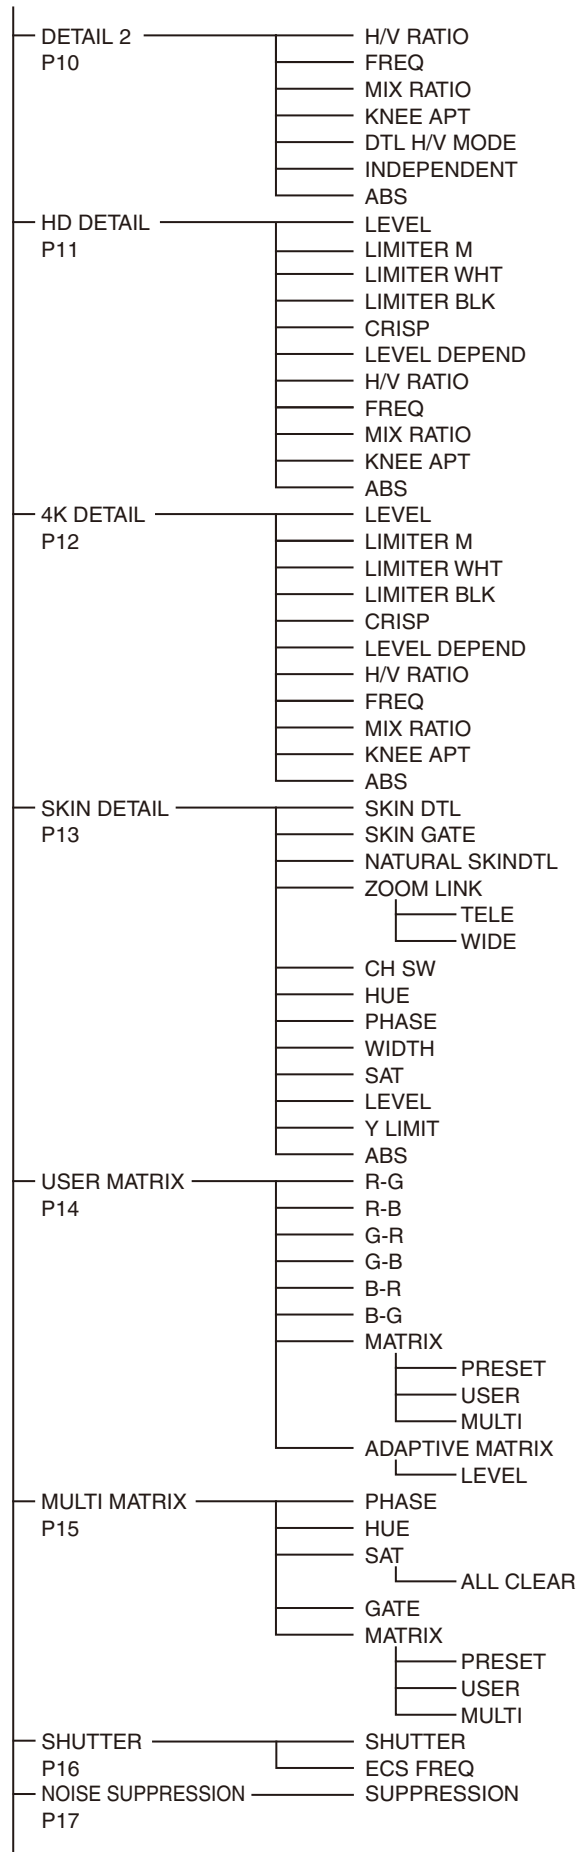 DETAIL 2
P10
H/V RATIO
FREQ
MIX RATIO
KNEE APT
DTL H/V MODE
INDEPENDENT
ABS
HD DETAIL
P11
LEVEL
LIMITER M
LIMITER WHT
LIMITER BLK
CRISP
LEVEL DEPEND
H/V RATIO
FREQ
MIX RATIO
KNEE APT
ABS
4K DETAIL
P12
LEVEL
LIMITER M
LIMITER WHT
LIMITER BLK
CRISP
LEVEL DEPEND
H/V RATIO
FREQ
MIX RATIO
KNEE APT
ABS
SKIN DETAIL
P13
SKIN DTL
SKIN GATE
NATURAL SKINDTL
ZOOM LINK
TELE
WIDE
CH SW
HUE
PHASE
WIDTH
SAT
LEVEL
Y LIMIT
ABS
USER MATRIX
P14
R-G
R-B
G-R
G-B
B-R
B-G
MATRIX
PRESET
USER
MULTI
ADAPTIVE MATRIX
LEVEL
MULTI MATRIX
P15
PHASE
HUE
SAT
ALL CLEAR
GATE
MATRIX
PRESET
USER
MULTI
SHUTTER
P16
SHUTTER
ECS FREQ
NOISE SUPPRESSION
P17
SUPPRESSION